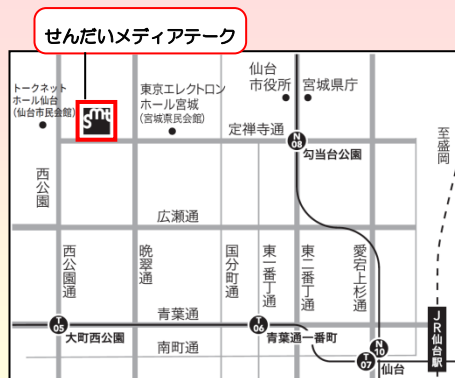 せんだいメディアテーク
トークネット
ホール仙台
(仙台市民会館)
smt
東京エレクトロン
ホール宮城
(宮城県民会館)
仙台
市役所
宮城県庁
定禅寺通
N
08
勾当台公園
至盛岡
西公園
広瀬通
西公園通
晩翠通
国分町通
東一番丁通
東二番丁通
愛宕上杉通
青葉通
T
05
大町西公園
T
06
青葉通一番町
南町通
N
10
T
07
仙台
JR仙台駅